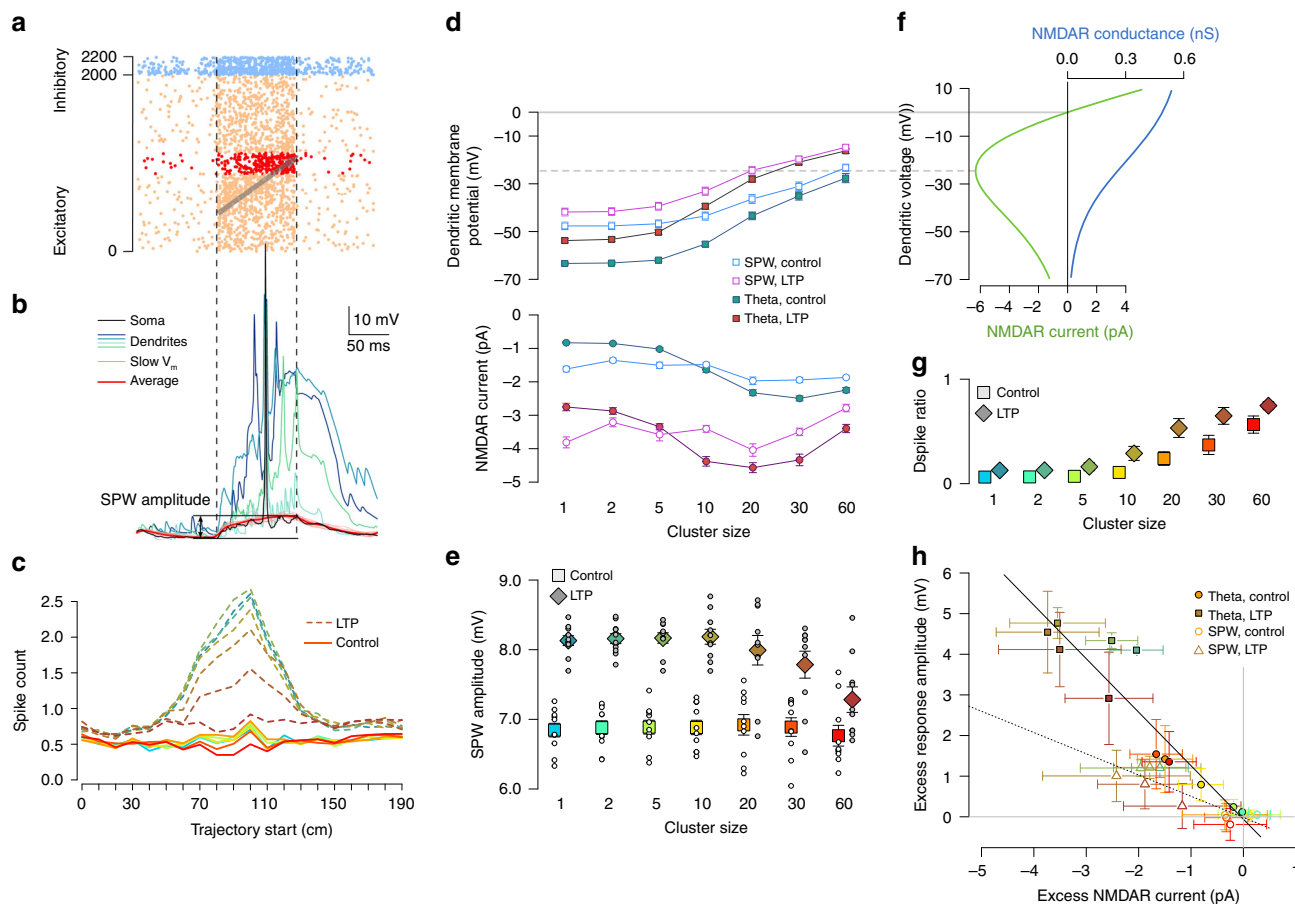 a
Inhibitory
Excitatory
2200
2000
0
b
Soma
Dendrites
Slow Vm
Average
10 mV
50 ms
SPW amplitude
c
Spike count
2.5
2.0
1.5
1.0
0.5
0.0
LTP
Control
0 30 70 110 150 190
Trajectory start (cm)
d
Dendritic membrane
potential (mV)
0
−10
−30
−50
−70
SPW, control
SPW, LTP
Theta, control
Theta, LTP
NMDAR current (pA)
0
−1
−2
−3
−4
−5
1 2 5 10 20 30 60
Cluster size
e
Control
LTP
SPW amplitude (mV)
9.0
8.0
7.0
6.0
1 2 5 10 20 30 60
Cluster size
f
NMDAR conductance (nS)
0.0 0.6
Dendritic voltage (mV))
10
−10
−30
−50
−70
−6 −4 −2 0 2 4
NMDAR current (pA)
g
Dspike ratio
1
0
Control
LTP
1 2 5 10 20 30 60
Cluster size
h
Excess response amplitude (mV)
6
5
4
3
2
1
0
Theta, control
Theta, LTP
SPW, control
SPW, LTP
−5 −4 −3 −2 −1 0 1
Excess NMDAR current (pA)